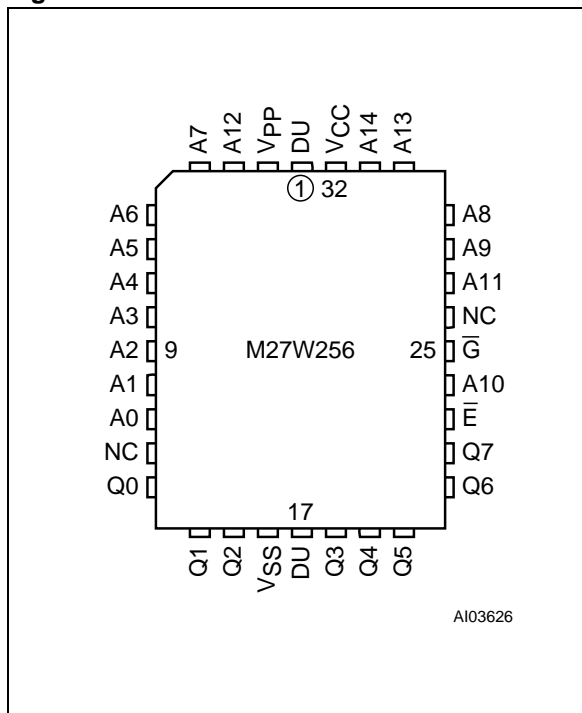 A7 A12 VPP DU VCC A14 A13
1 32
A6 A8
A5 A9
A4 A11
A3 NC
A2 9 M27W256 25 G̅
A1 A10
A0 E̅
NC Q7
Q0 Q6
17
Q1 Q2 VSS DU Q3 Q4 Q5
AI03626